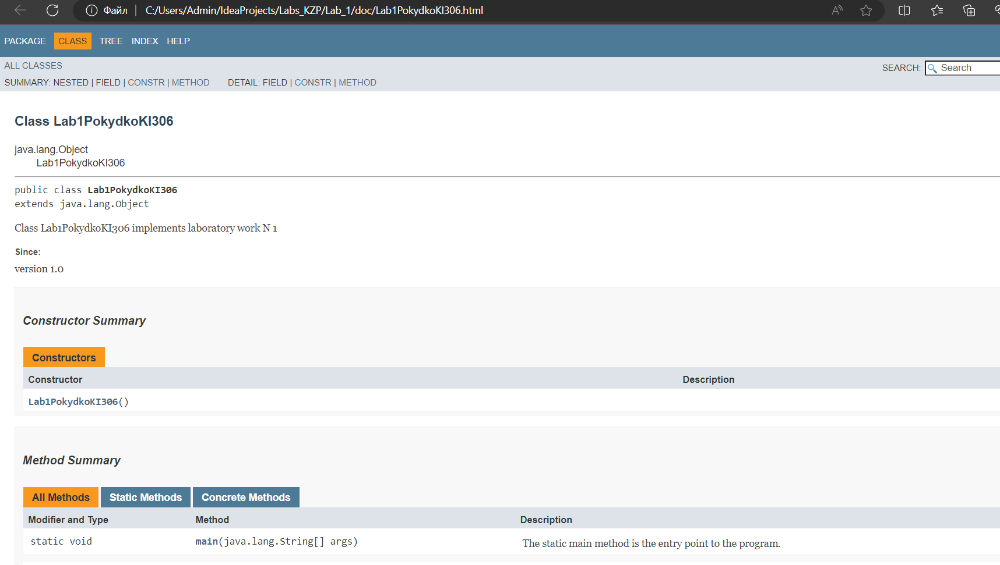 Файл C:/Users/Admin/IdeaProjects/Labs_KZP/Lab_1/doc/Lab1PokydkoKI306.html
PACKAGE CLASS TREE INDEX HELP
ALL CLASSES
SEARCH: Search
SUMMARY: NESTED | FIELD | CONSTR | METHOD DETAIL: FIELD | CONSTR | METHOD
Class Lab1PokydkoKI306
java.lang.Object
Lab1PokydkoKI306
public class Lab1PokydkoKI306
extends java.lang.Object
Class Lab1PokydkoKI306 implements laboratory work N 1
Since:
version 1.0
Constructor Summary
Constructors
Constructor Description
Lab1PokydkoKI306()
Method Summary
All Methods Static Methods Concrete Methods
Modifier and Type Method Description
static void main(java.lang.String[] args) The static main method is the entry point to the program.